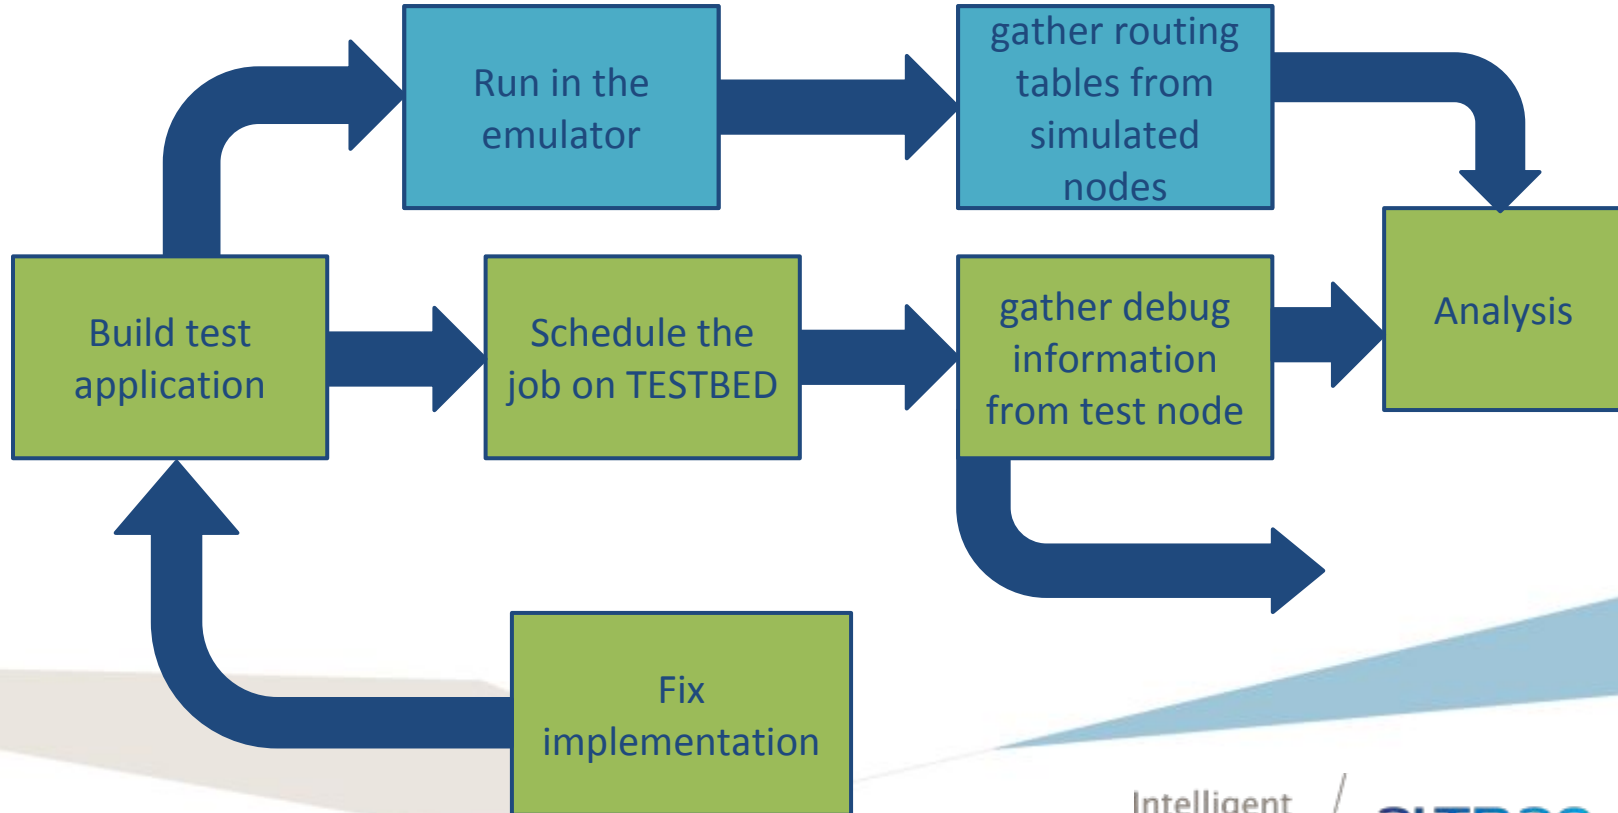 Run in the
emulator
gather routing
tables from
simulated
nodes
Build test
application
Schedule the
job on TESTBED
gather debug
information
from test node
Analysis
Fix
implementation
Intelligent